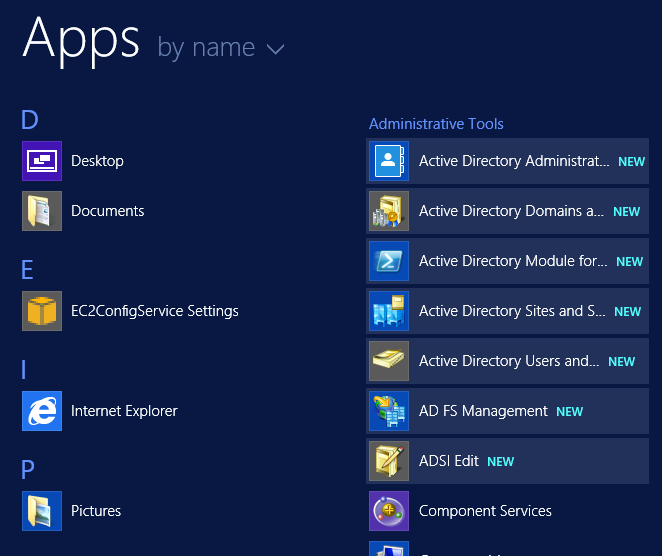 Apps by name
D
Desktop
Documents
E
EC2ConfigService Settings
I
Internet Explorer
P
Pictures
Administrative Tools
Active Directory Administrat... NEW
Active Directory Domains a... NEW
Active Directory Module for... NEW
Active Directory Sites and S... NEW
Active Directory Users and... NEW
AD FS Management NEW
ADSI Edit NEW
Component Services